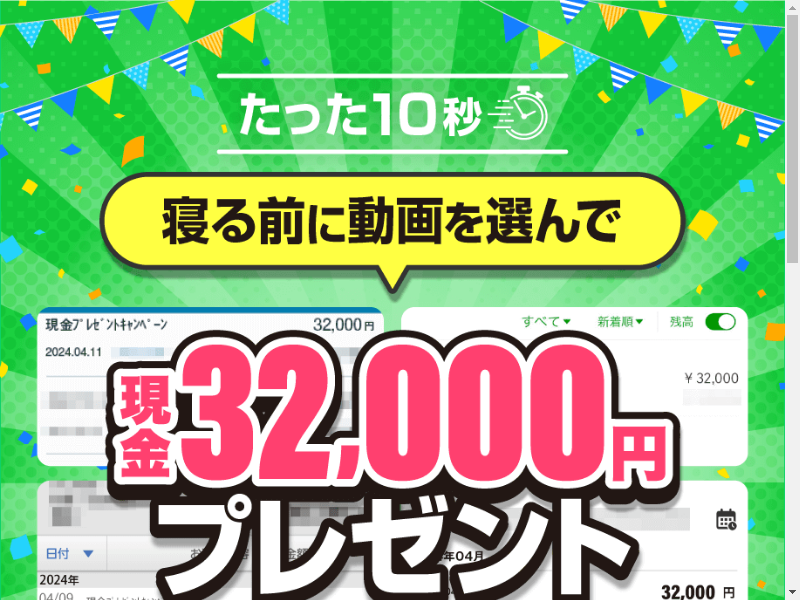 たった10秒
寝る前に動画を選んで
現金プレゼントキャンペーン 32,000円
2024.04.11
すべて▼ 新着順▼ 残高
¥32,000
現金32,000円
プレゼント
日付 ▼
年04月
2024年
04/09
32,000 円